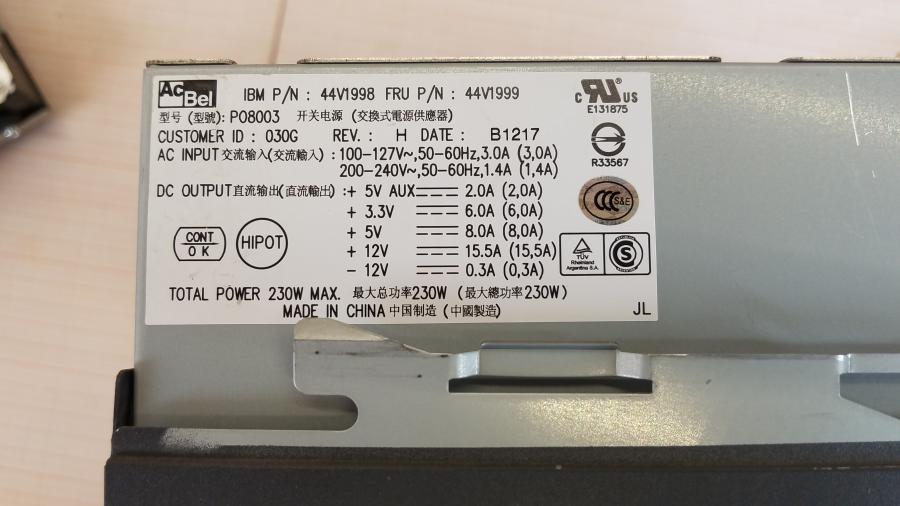 AcBel IBM P/N : 44V1998 FRU P/N : 44V1999
型号 (型號): PO8003 开关电源 (交換式電源供應器)
CUSTOMER ID : 030G REV. : H DATE : B1217
AC INPUT 交流输入(交流輸入) : 100-127V~,50-60Hz,3.0A (3,0A)
200-240V~,50-60Hz,1.4A (1,4A)
DC OUTPUT 直流输出(直流輸出) :+ 5V AUX 2.0A (2,0A)
+ 3.3V 6.0A (6,0A)
+ 5V 8.0A (8,0A)
+ 12V 15.5A (15,5A)
- 12V 0.3A (0,3A)
CONT OK
HIPOT
TOTAL POWER 230W MAX. 最大总功率230W (最大總功率230W)
MADE IN CHINA 中国制造 (中國製造)
c RU ® US
E131875
R33567
CCC S&E
TÜV
Rheinland
Argentina S.A.
S
JL